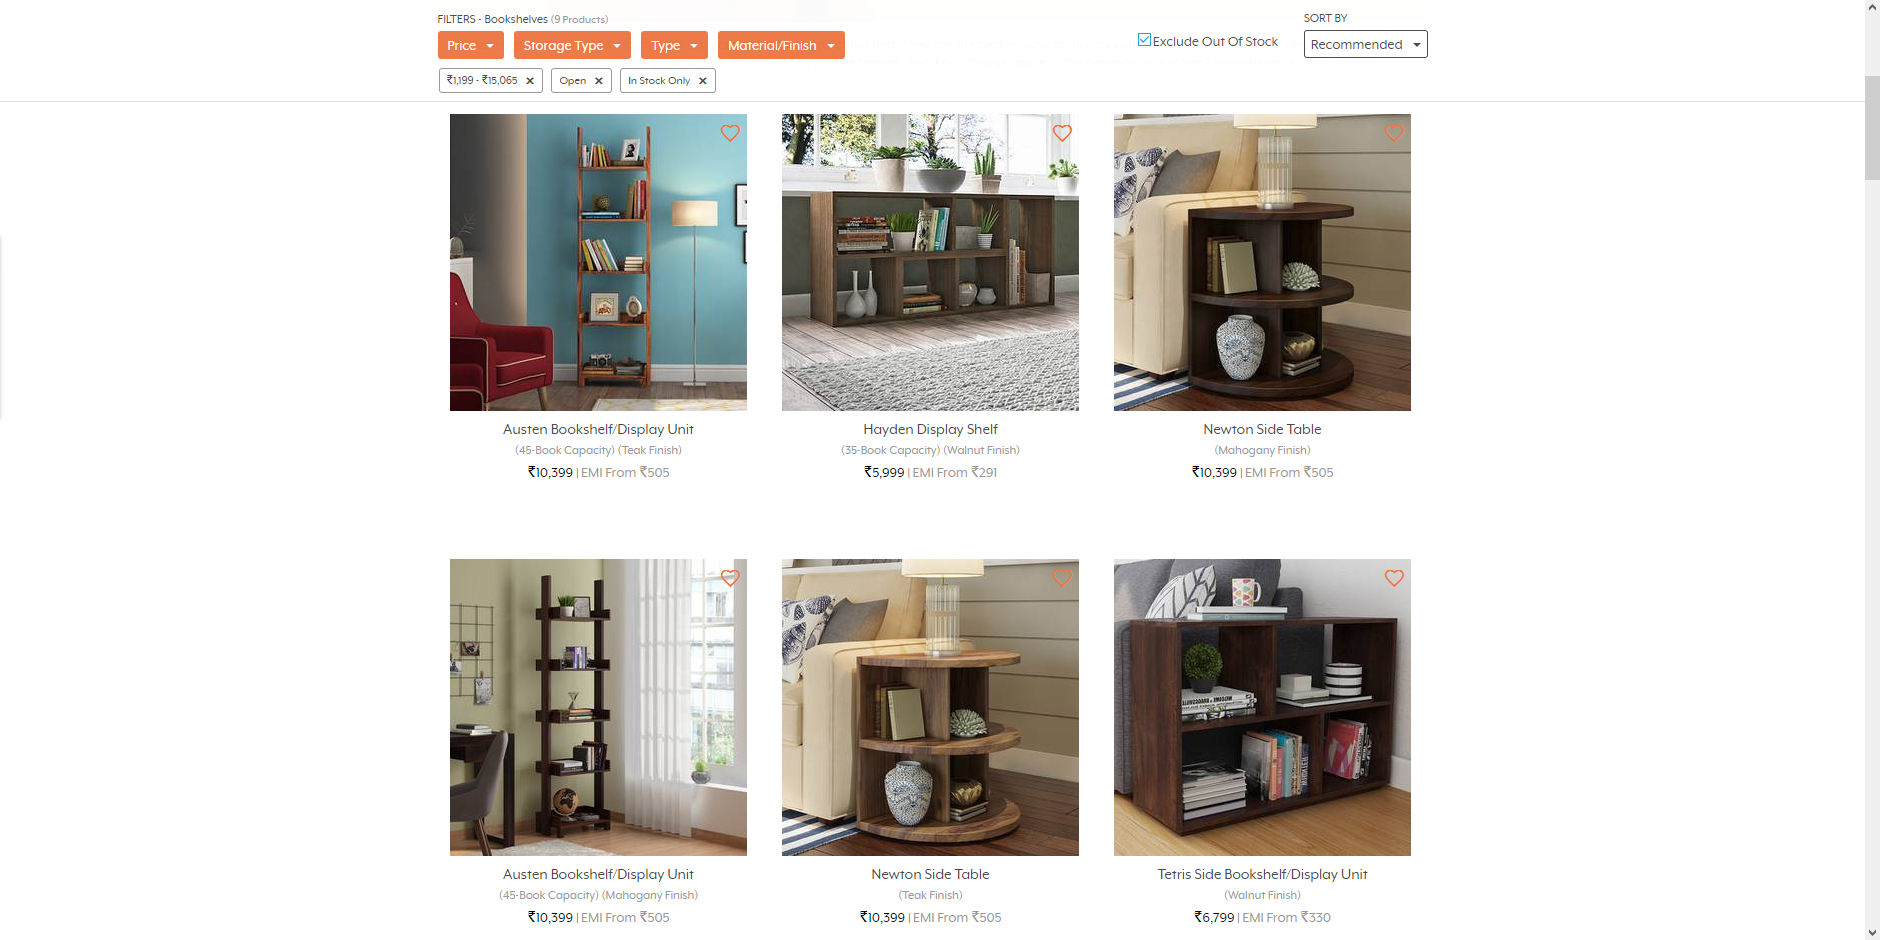 FILTERS - Bookshelves (9 Products)
SORT BY
Price
Storage Type
Type
Material/Finish
Exclude Out Of Stock
Recommended
₹1,199 - ₹15,065 ×
Open ×
In Stock Only ×
Austen Bookshelf/Display Unit
(45-Book Capacity) (Teak Finish)
₹10,399 | EMI From ₹505
Hayden Display Shelf
(35-Book Capacity) (Walnut Finish)
₹5,999 | EMI From ₹291
Newton Side Table
(Mahogany Finish)
₹10,399 | EMI From ₹505
Austen Bookshelf/Display Unit
(45-Book Capacity) (Mahogany Finish)
₹10,399 | EMI From ₹505
Newton Side Table
(Teak Finish)
₹10,399 | EMI From ₹505
Tetris Side Bookshelf/Display Unit
(Walnut Finish)
₹6,799 | EMI From ₹330